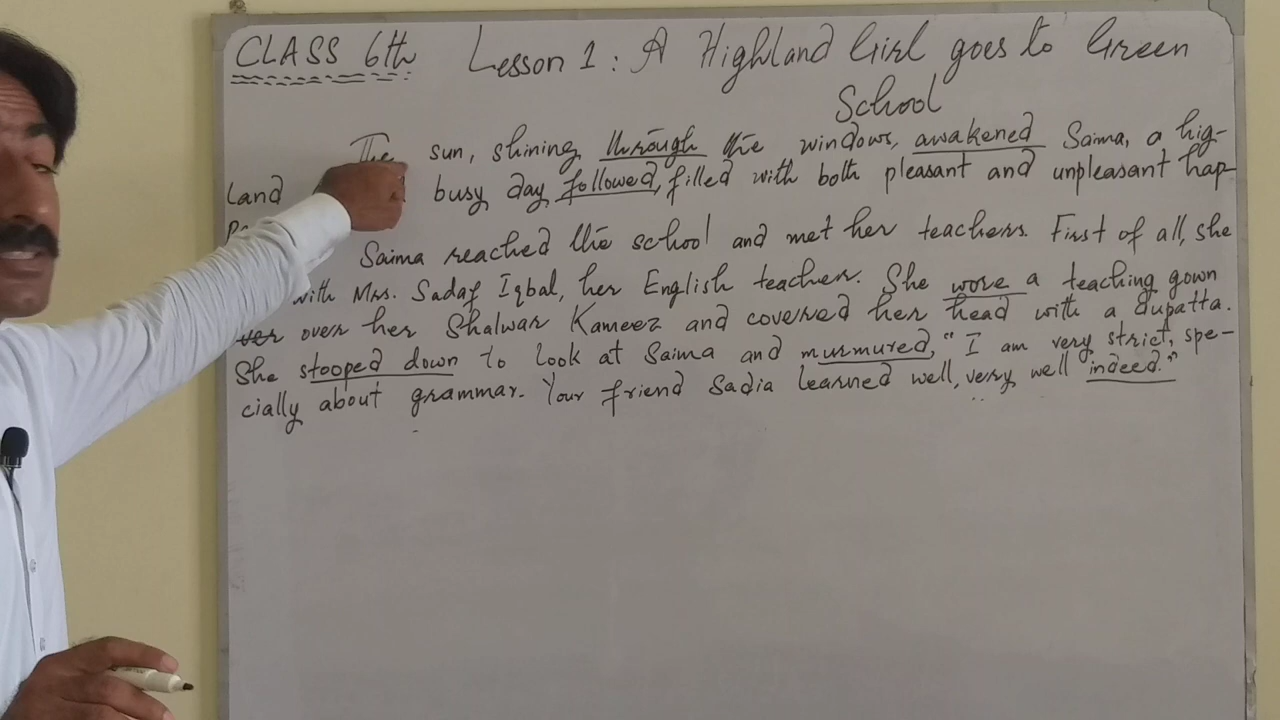 CLASS 6th Lesson 1: A Highland Girl goes to Green
School
The sun, shining through the windows, awakened Saima, a hig-
land busy day followed, filled with both pleasant and unpleasant hap-
Saima reached the school and met her teachers. First of all, she
with Mrs. Sadaf Iqbal, her English teacher. She wore a teaching gown
over her Shalwar Kameez and covered her head with a dupatta.
She stooped down to look at Saima and murmured, "I am very strict, spe-
cially about grammar. Your friend Sadia learned well, very well indeed."